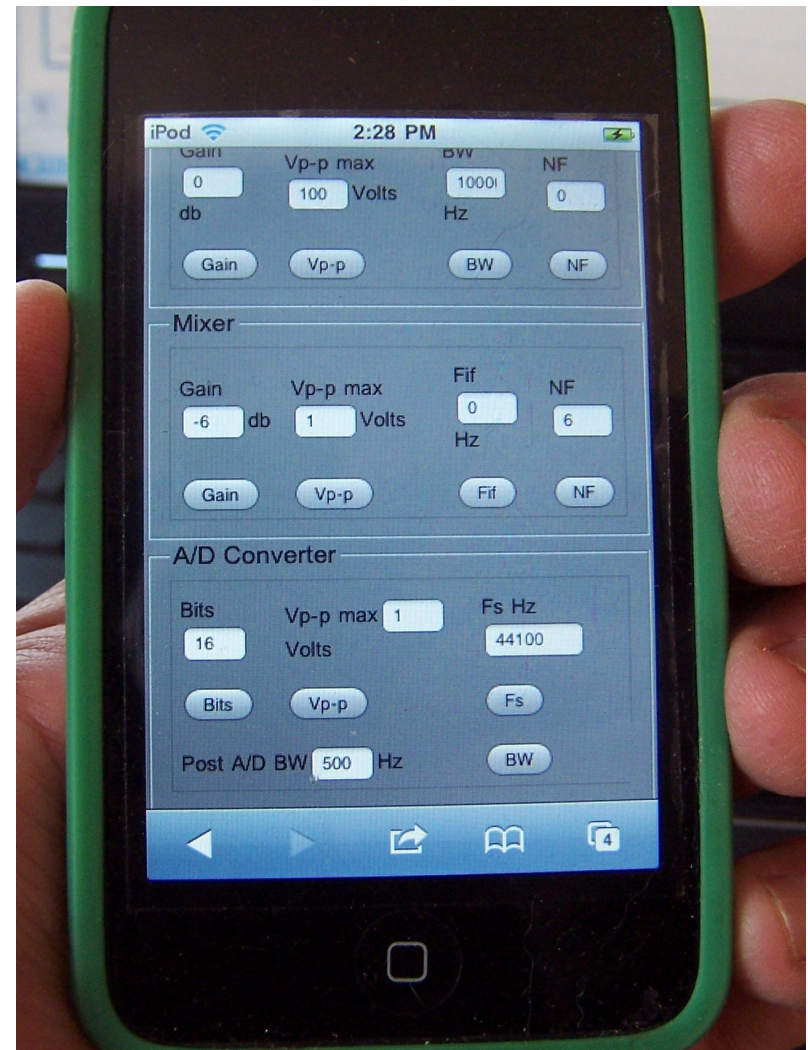 iPod 2:28 PM
Gain Vp-p max BW NF
0 100 Volts 1000 0
db Hz
Gain Vp-p BW NF
Mixer
Gain Vp-p max Fif NF
-6 db 1 Volts 0 6
Hz
Gain Vp-p Fif NF
A/D Converter
Bits Vp-p max 1 Fs Hz
16 Volts 44100
Bits Vp-p Fs
Post A/D BW 500 Hz BW
4